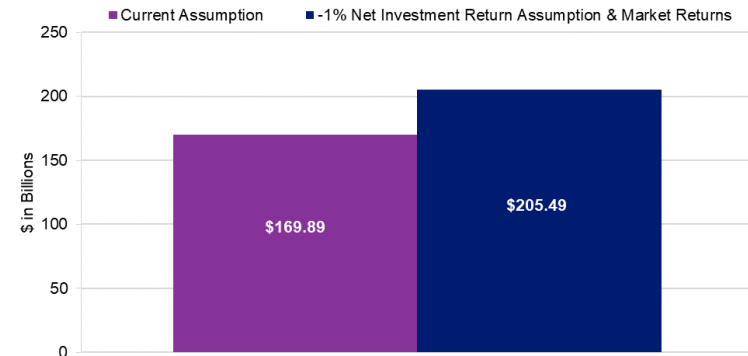 Current Assumption
-1% Net Investment Return Assumption & Market Returns
250
200
150
100
50
0
$ in Billions
$169.89
$205.49